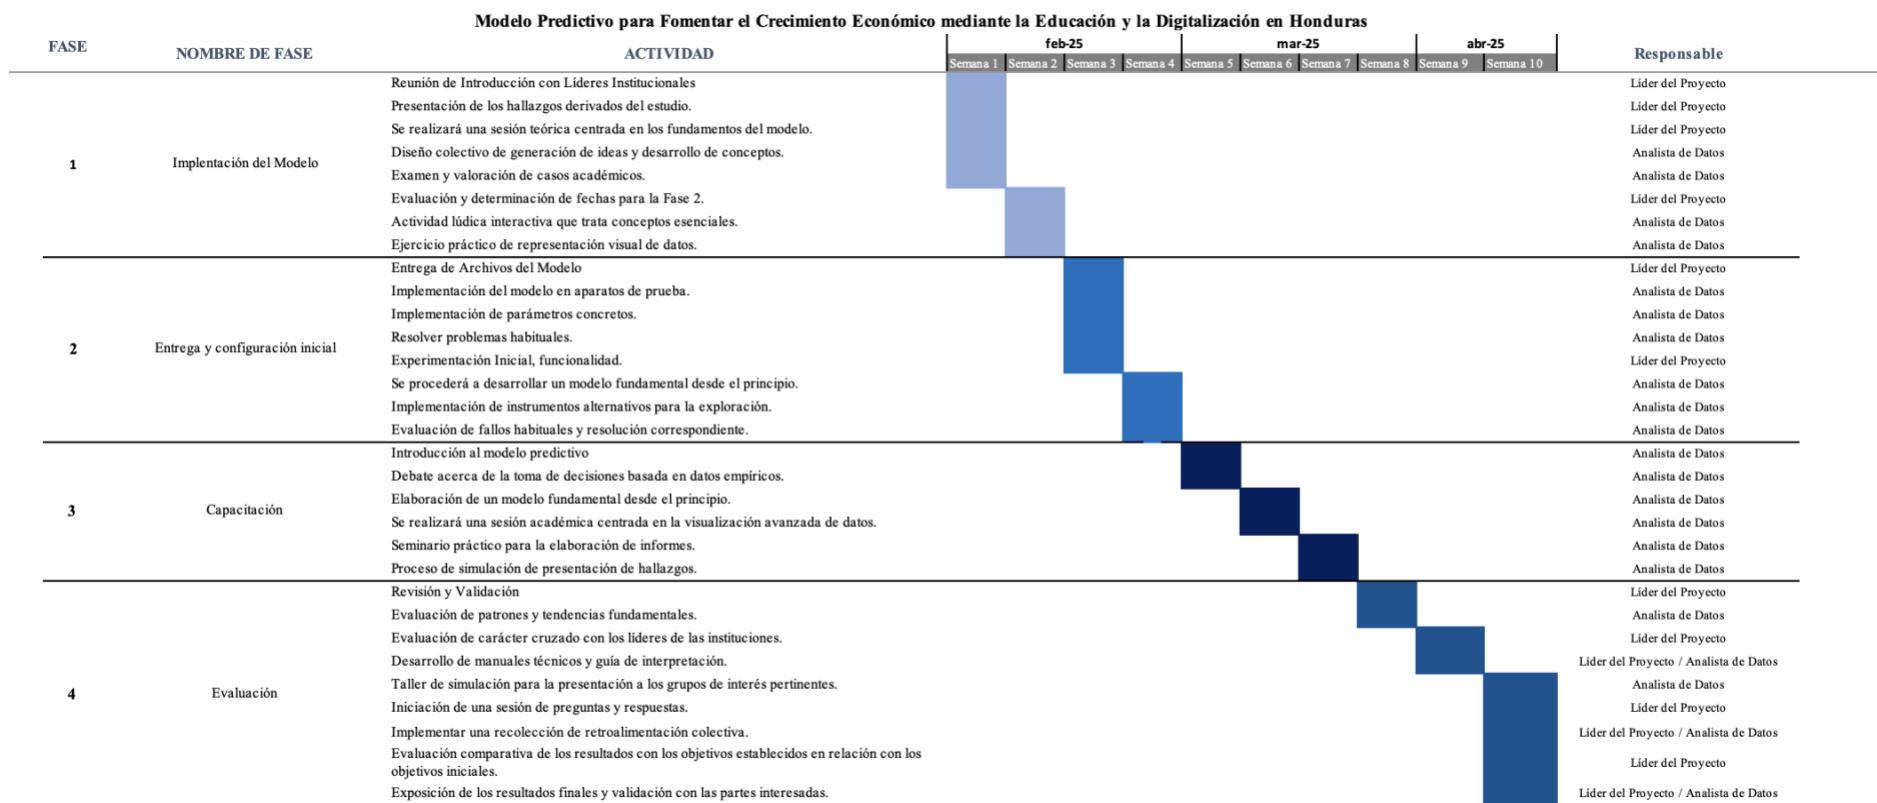 Modelo Predictivo para Fomentar el Crecimiento Económico mediante la Educación y la Digitalización en Honduras
FASE NOMBRE DE FASE ACTIVIDAD feb-25 mar-25 abr-25 Responsable
Semana 1 Semana 2 Semana 3 Semana 4 Semana 5 Semana 6 Semana 7 Semana 8 Semana 9 Semana 10
Reunión de Introducción con Líderes Institucionales Líder del Proyecto
Presentación de los hallazgos derivados del estudio. Líder del Proyecto
Se realizará una sesión teórica centrada en los fundamentos del modelo. Líder del Proyecto
Diseño colectivo de generación de ideas y desarrollo de conceptos. Analista de Datos
1 Implentación del Modelo
Examen y valoración de casos académicos. Analista de Datos
Evaluación y determinación de fechas para la Fase 2. Líder del Proyecto
Actividad lúdica interactiva que trata conceptos esenciales. Analista de Datos
Ejercicio práctico de representación visual de datos. Analista de Datos
Entrega de Archivos del Modelo Líder del Proyecto
Implementación del modelo en aparatos de prueba. Analista de Datos
Implementación de parámetros concretos. Analista de Datos
Resolver problemas habituales. Analista de Datos
2 Entrega y configuración inicial
Experimentación Inicial, funcionalidad. Líder del Proyecto
Se procederá a desarrollar un modelo fundamental desde el principio. Analista de Datos
Implementación de instrumentos alternativos para la exploración. Analista de Datos
Evaluación de fallos habituales y resolución correspondiente. Analista de Datos
Introducción al modelo predictivo Analista de Datos
Debate acerca de la toma de decisiones basada en datos empíricos. Analista de Datos
Elaboración de un modelo fundamental desde el principio. Analista de Datos
3 Capacitación
Se realizará una sesión académica centrada en la visualización avanzada de datos. Analista de Datos
Seminario práctico para la elaboración de informes. Analista de Datos
Proceso de simulación de presentación de hallazgos. Analista de Datos
Revisión y Validación Líder del Proyecto
Evaluación de patrones y tendencias fundamentales. Analista de Datos
Evaluación de carácter cruzado con los líderes de las instituciones. Líder del Proyecto
Desarrollo de manuales técnicos y guía de interpretación. Líder del Proyecto / Analista de Datos
Taller de simulación para la presentación a los grupos de interés pertinentes. Analista de Datos
4 Evaluación
Iniciación de una sesión de preguntas y respuestas. Líder del Proyecto
Implementar una recolección de retroalimentación colectiva. Líder del Proyecto / Analista de Datos
Evaluación comparativa de los resultados con los objetivos establecidos en relación con los
objetivos iniciales. Líder del Proyecto
Exposición de los resultados finales y validación con las partes interesadas. Líder del Proyecto / Analista de Datos